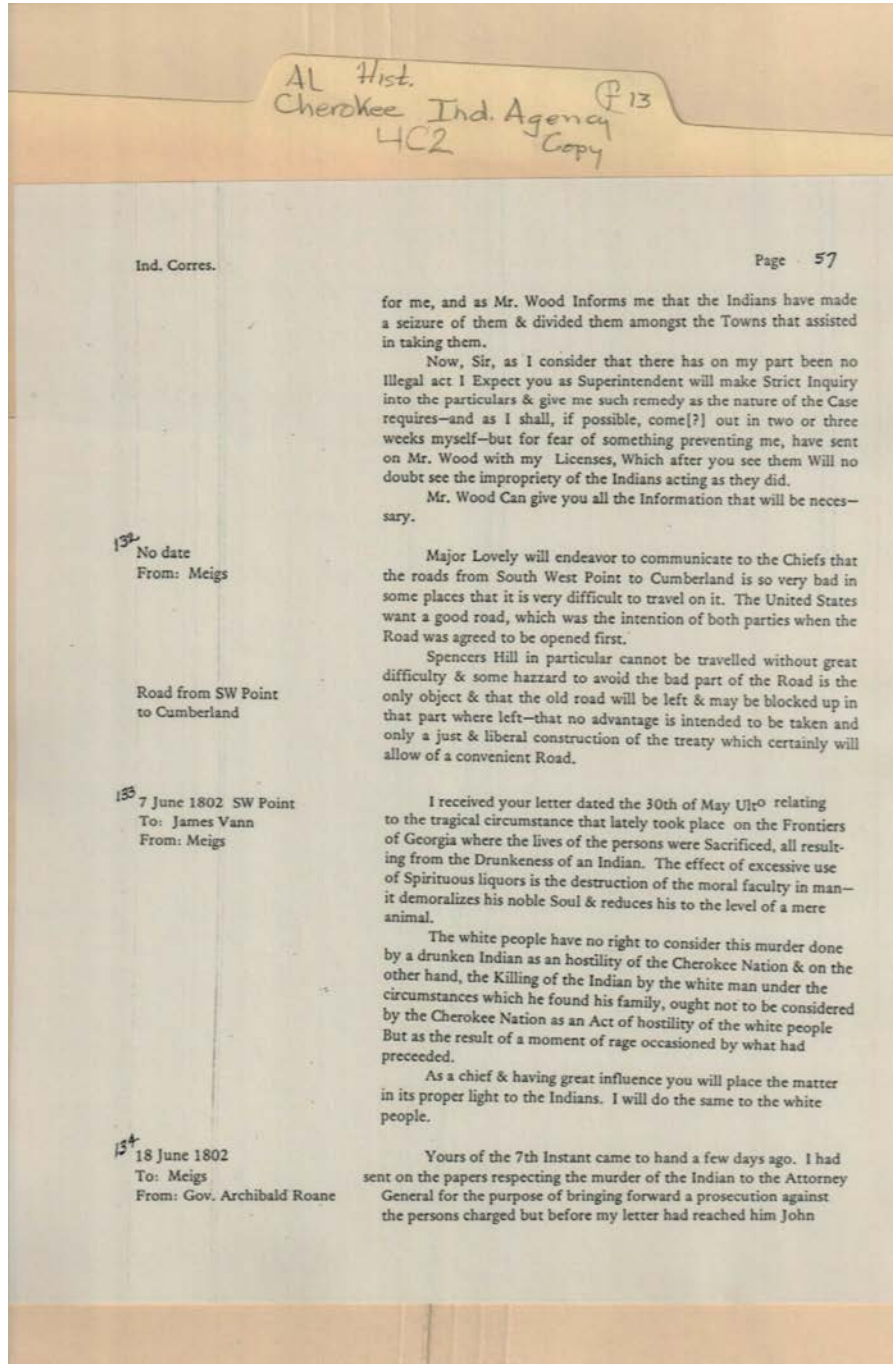 AL Hist. P 13
Cherokee Ind. Agency
4C2 Copy
Ind. Corres.
Page 57
for me, and as Mr. Wood Informs me that the Indians have made
a seizure of them & divided them amongst the Towns that assisted
in taking them.
Now, Sir, as I consider that there has on my part been no
Illegal act I Expect you as Superintendent will make Strict Inquiry
into the particulars & give me such remedy as the nature of the Case
requires—and as I shall, if possible, come[?] out in two or three
weeks myself—but for fear of something preventing me, have sent
on Mr. Wood with my Licenses, Which after you see them Will no
doubt see the impropriety of the Indians acting as they did.
Mr. Wood Can give you all the Information that will be neces—
sary.
132
No date
From: Meigs
Road from SW Point
to Cumberland
Major Lovely will endeavor to communicate to the Chiefs that
the roads from South West Point to Cumberland is so very bad in
some places that it is very difficult to travel on it. The United States
want a good road, which was the intention of both parties when the
Road was agreed to be opened first.
Spencers Hill in particular cannot be travelled without great
difficulty & some hazzard to avoid the bad part of the Road is the
only object & that the old road will be left & may be blocked up in
that part where left—that no advantage is intended to be taken and
only a just & liberal construction of the treaty which certainly will
allow of a convenient Road.
133
7 June 1802 SW Point
To: James Vann
From: Meigs
I received your letter dated the 30th of May Ulto relating
to the tragical circumstance that lately took place on the Frontiers
of Georgia where the lives of the persons were Sacrificed, all result-
ing from the Drunkeness of an Indian. The effect of excessive use
of Spirituous liquors is the destruction of the moral faculty in man—
it demoralizes his noble Soul & reduces his to the level of a mere
animal.
The white people have no right to consider this murder done
by a drunken Indian as an hostility of the Cherokee Nation & on the
other hand, the Killing of the Indian by the white man under the
circumstances which he found his family, ought not to be considered
by the Cherokee Nation as an Act of hostility of the white people
But as the result of a moment of rage occasioned by what had
preceeded.
As a chief & having great influence you will place the matter
in its proper light to the Indians. I will do the same to the white
people.
134
18 June 1802
To: Meigs
From: Gov. Archibald Roane
Yours of the 7th Instant came to hand a few days ago. I had
sent on the papers respecting the murder of the Indian to the Attorney
General for the purpose of bringing forward a prosecution against
the persons charged but before my letter had reached him John